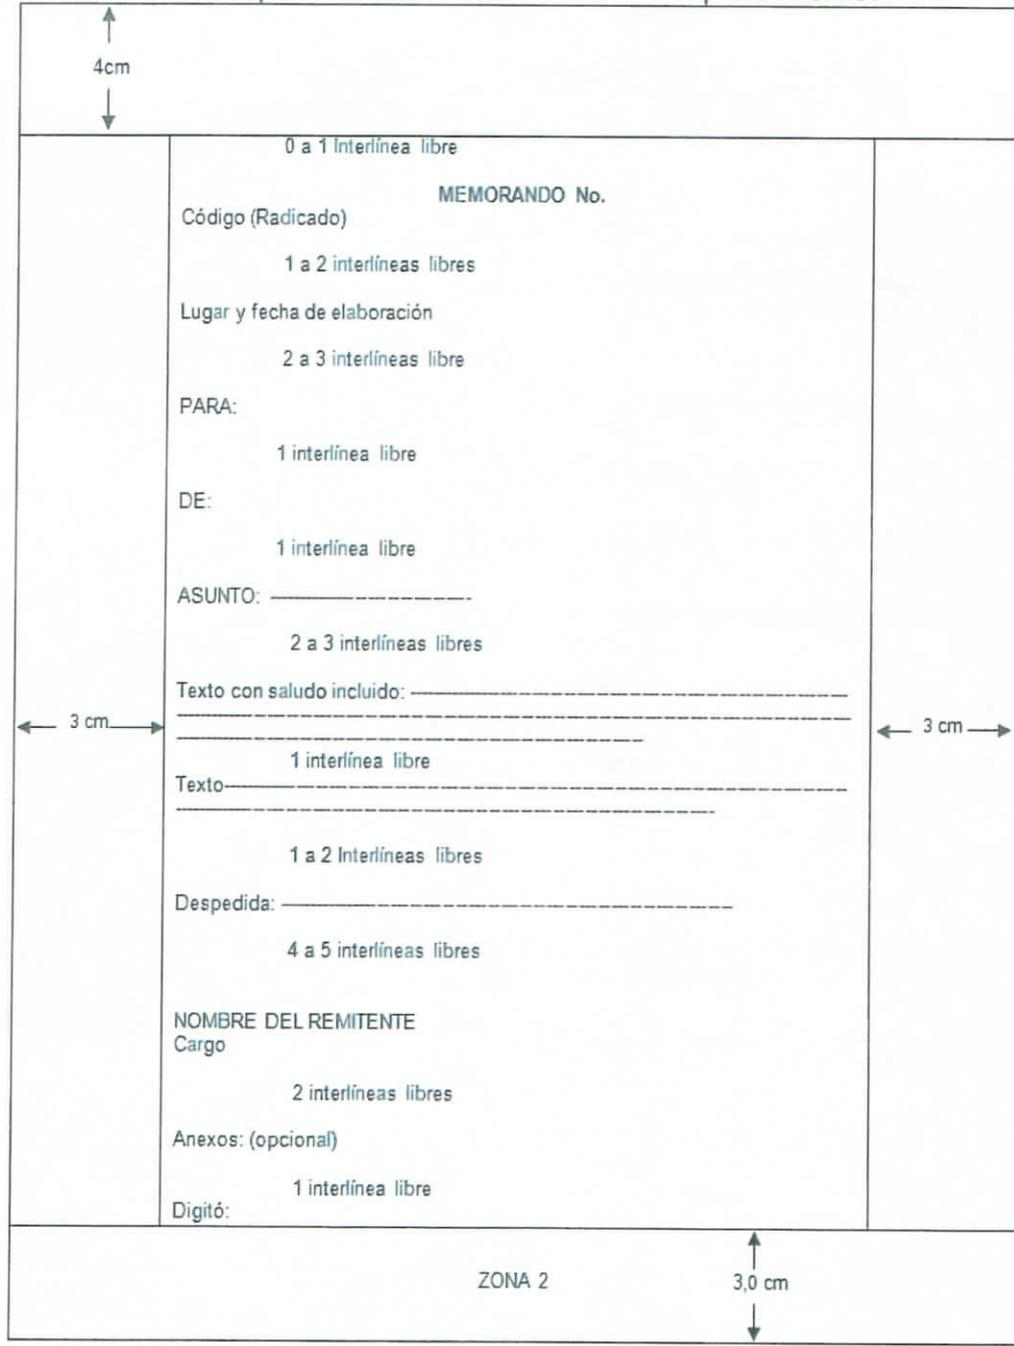 4cm
0 a 1 Interlínea libre
MEMORANDO No.
Código (Radicado)
1 a 2 interlíneas libres
Lugar y fecha de elaboración
2 a 3 interlíneas libre
PARA:
1 interlínea libre
DE:
1 interlínea libre
ASUNTO: --------------------
2 a 3 interlíneas libres
Texto con saludo incluido: --------------------
3 cm
3 cm
1 interlínea libre
Texto--------------------
1 a 2 Interlíneas libres
Despedida: --------------------
4 a 5 interlíneas libres
NOMBRE DEL REMITENTE
Cargo
2 interlíneas libres
Anexos: (opcional)
1 interlínea libre
Digitó:
ZONA 2
3,0 cm